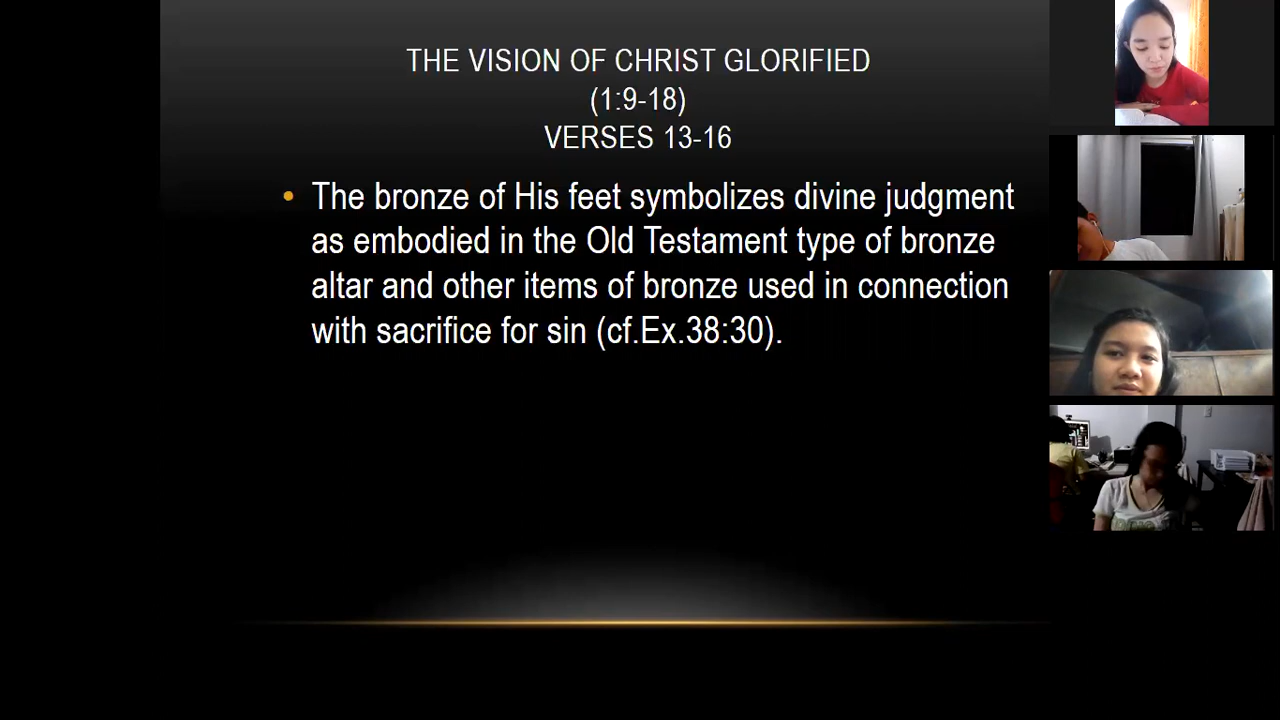 THE VISION OF CHRIST GLORIFIED
(1:9-18)
VERSES 13-16
• The bronze of His feet symbolizes divine judgment
as embodied in the Old Testament type of bronze
altar and other items of bronze used in connection
with sacrifice for sin (cf.Ex.38:30).